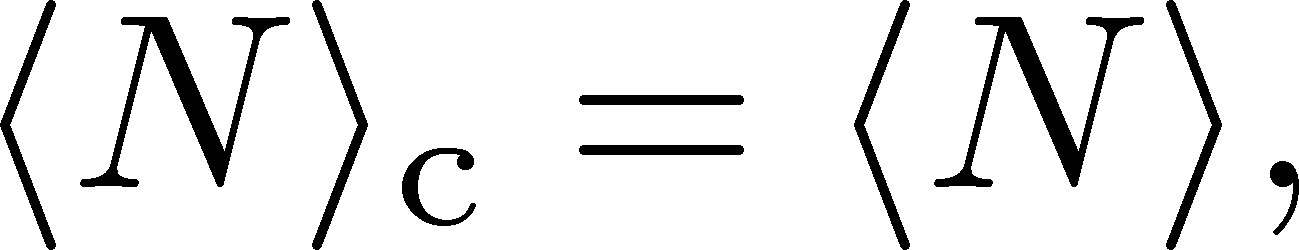 ⟨N⟩c = ⟨N⟩,